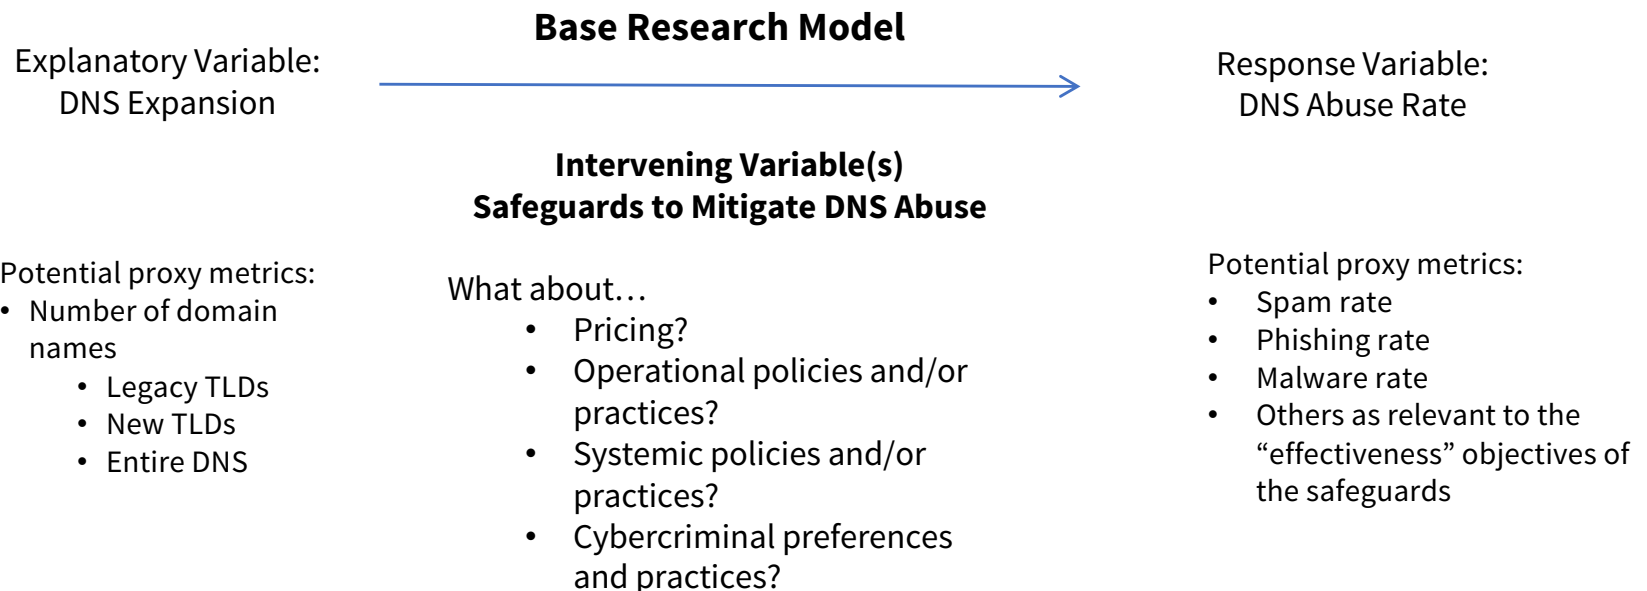 Base Research Model
Explanatory Variable:
DNS Expansion
Response Variable:
DNS Abuse Rate
Intervening Variable(s)
Safeguards to Mitigate DNS Abuse
Potential proxy metrics:
• Number of domain
names
• Legacy TLDs
• New TLDs
• Entire DNS
What about…
• Pricing?
• Operational policies and/or
practices?
• Systemic policies and/or
practices?
• Cybercriminal preferences
and practices?
Potential proxy metrics:
• Spam rate
• Phishing rate
• Malware rate
• Others as relevant to the
“effectiveness” objectives of
the safeguards